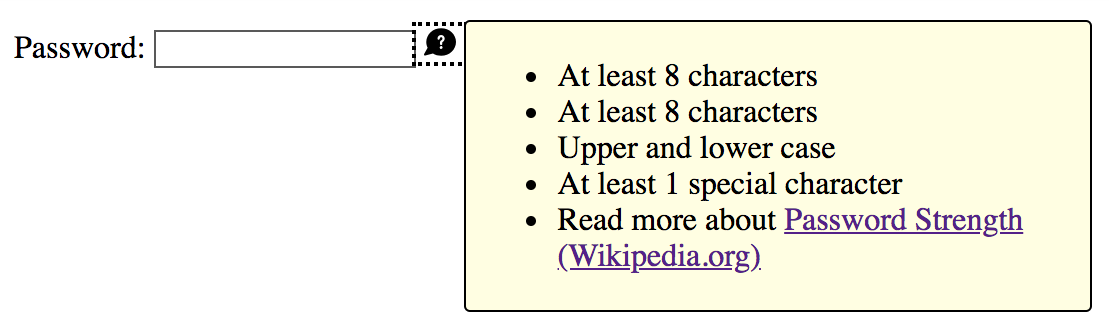 Password:
?
At least 8 characters
At least 8 characters
Upper and lower case
At least 1 special character
Read more about Password Strength
(Wikipedia.org)